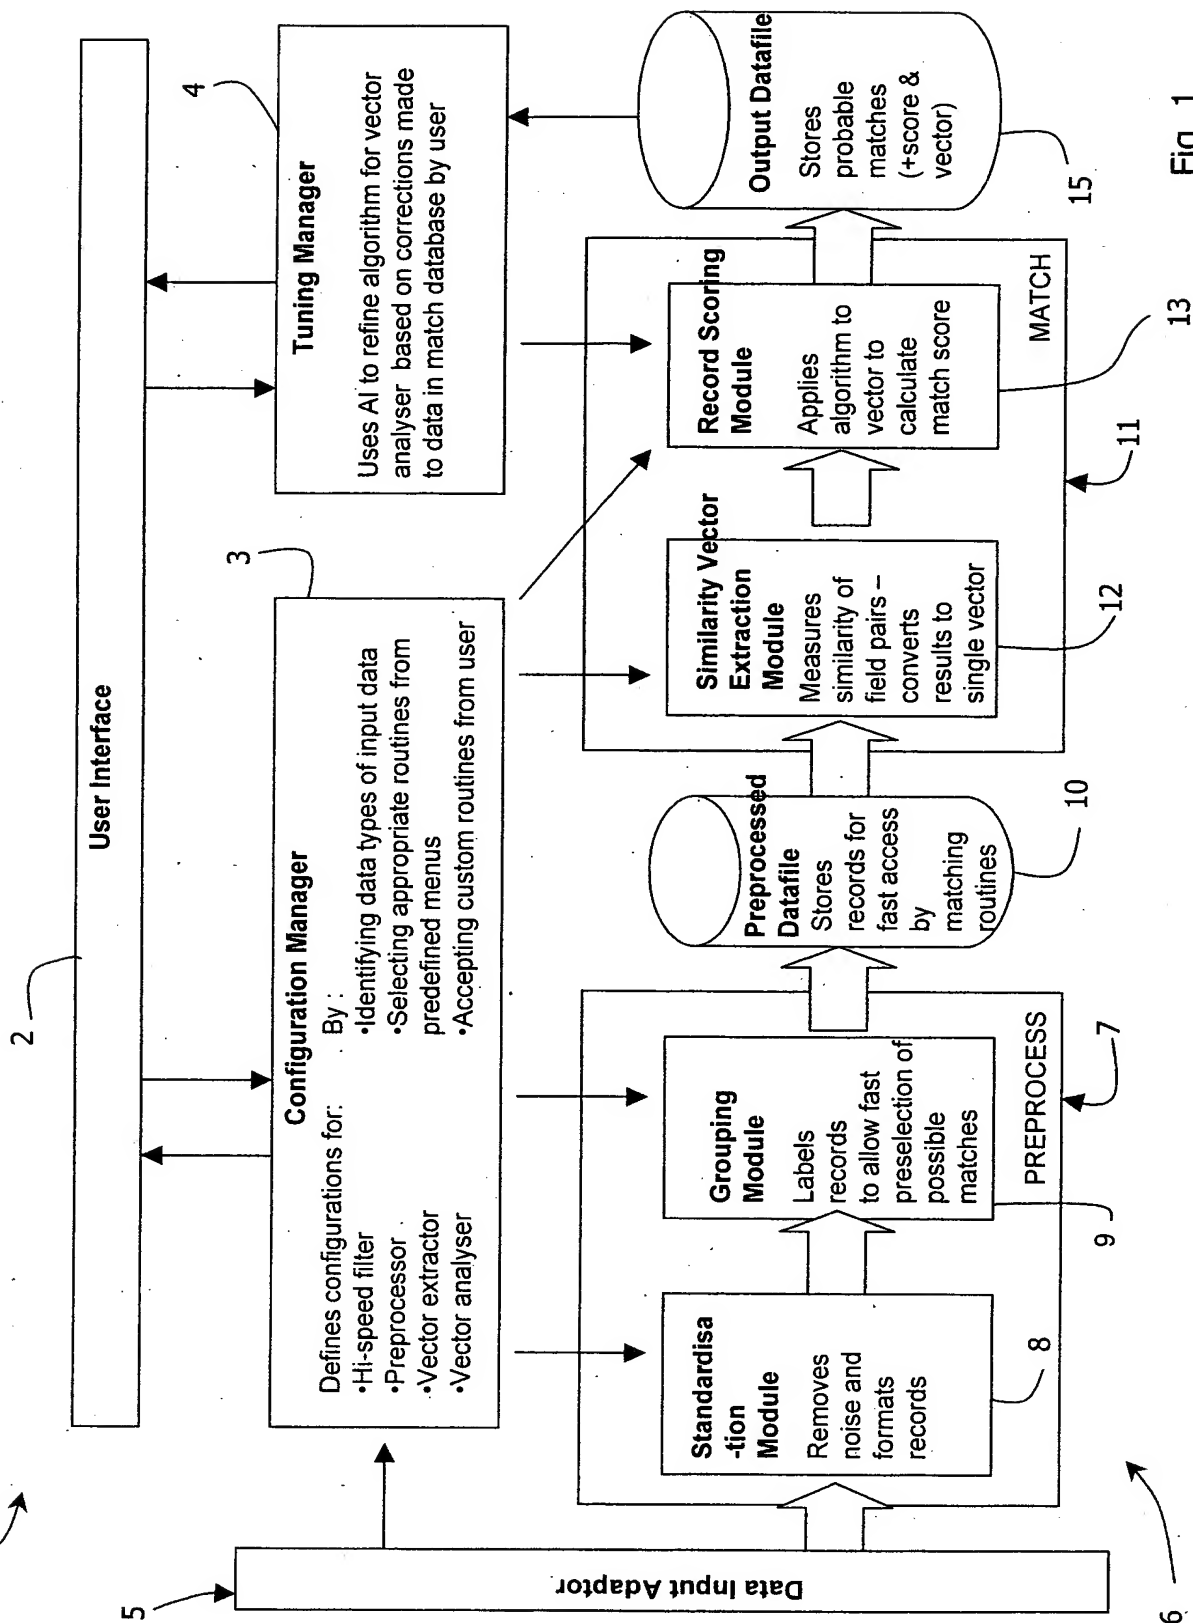 User Interface
2
Configuration Manager
Defines configurations for:
•Hi-speed filter
•Preprocessor
•Vector extractor
•Vector analyser
By :
•Identifying data types of input data
•Selecting appropriate routines from
predefined menus
•Accepting custom routines from user
3
Tuning Manager
Uses AI to refine algorithm for vector
analyser based on corrections made
to data in match database by user
4
Data Input Adaptor
5
Standardisa
-tion
Module
Removes
noise and
formats
records
8
Grouping
Module
Labels
records
to allow fast
preselection of
possible
matches
9
PREPROCESS
7
Preprocessed
Datafile
Stores
records for
fast access
by
matching
routines
10
Similarity Vector
Extraction
Module
Measures
similarity of
field pairs –
converts
results to
single vector
12
Record Scoring
Module
Applies
algorithm to
vector to
calculate
match score
13
MATCH
11
Output Datafile
Stores
probable
matches
(+score &
vector)
15
6
Fig. 1